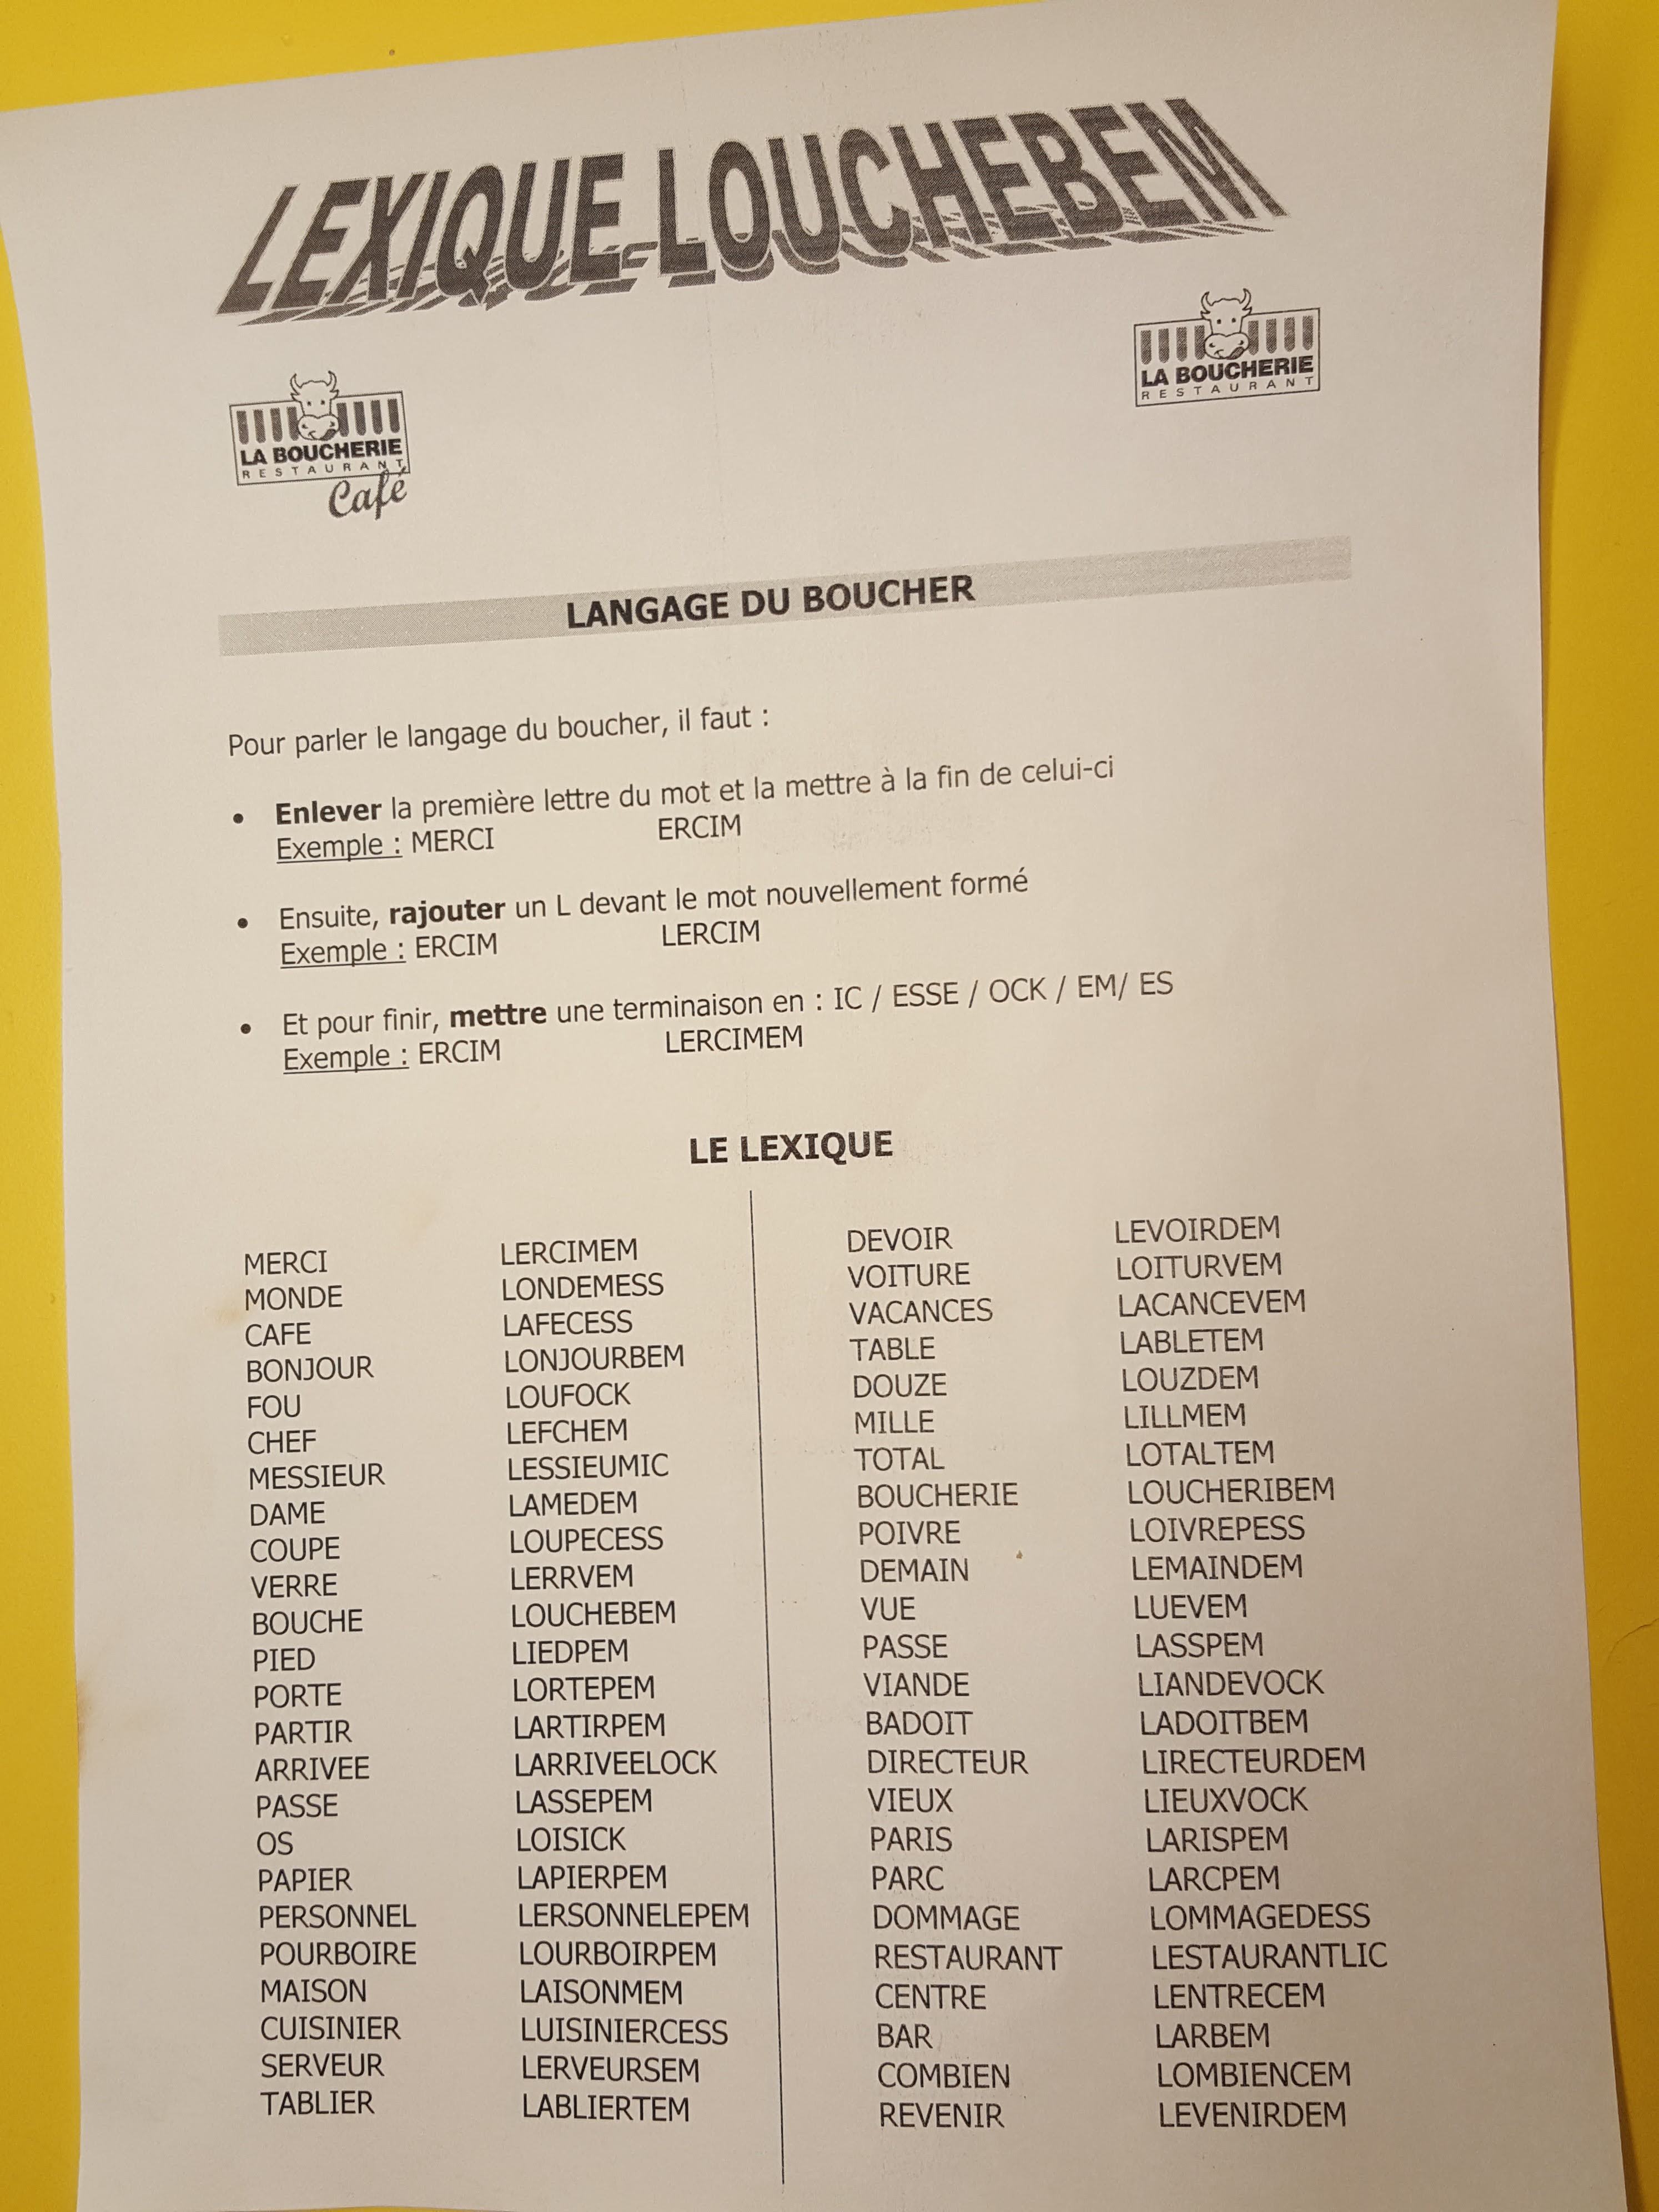 LEXIQUE LOUCHEBEM
LA BOUCHERIE
RESTAURANT
LA BOUCHERIE
RESTAURANT
Café
LANGAGE DU BOUCHER
Pour parler le langage du boucher, il faut :
• Enlever la première lettre du mot et la mettre à la fin de celui-ci
Exemple : MERCI ERCIM
• Ensuite, rajouter un L devant le mot nouvellement formé
Exemple : ERCIM LERCIM
• Et pour finir, mettre une terminaison en : IC / ESSE / OCK / EM/ ES
Exemple : ERCIM LERCIMEM
LE LEXIQUE
MERCI LERCIMEM
MONDE LONDEMESS
CAFE LAFECESS
BONJOUR LONJOURBEM
FOU LOUFOCK
CHEF LEFCHEM
MESSIEUR LESSIEUMIC
DAME LAMEDEM
COUPE LOUPECESS
VERRE LERRVEM
BOUCHE LOUCHEBEM
PIED LIEDPEM
PORTE LORTEPEM
PARTIR LARTIRPEM
ARRIVEE LARRIVEELOCK
PASSE LASSEPEM
OS LOISICK
PAPIER LAPIERPEM
PERSONNEL LERSONNELEPEM
POURBOIRE LOURBOIRPEM
MAISON LAISONMEM
CUISINIER LUISINIERCESS
SERVEUR LERVEURSEM
TABLIER LABLIERTEM
DEVOIR LEVOIRDEM
VOITURE LOITURVEM
VACANCES LACANCEVEM
TABLE LABLETEM
DOUZE LOUZDEM
MILLE LILLMEM
TOTAL LOTALTEM
BOUCHERIE LOUCHERIBEM
POIVRE LOIVREPESS
DEMAIN LEMAINDEM
VUE LUEVEM
PASSE LASSPEM
VIANDE LIANDEVOCK
BADOIT LADOITBEM
DIRECTEUR LIRECTEURDEM
VIEUX LIEUXVOCK
PARIS LARISPEM
PARC LARCPEM
DOMMAGE LOMMAGEDESS
RESTAURANT LESTAURANTLIC
CENTRE LENTRECEM
BAR LARBEM
COMBIEN LOMBIENCEM
REVENIR LEVENIRDEM